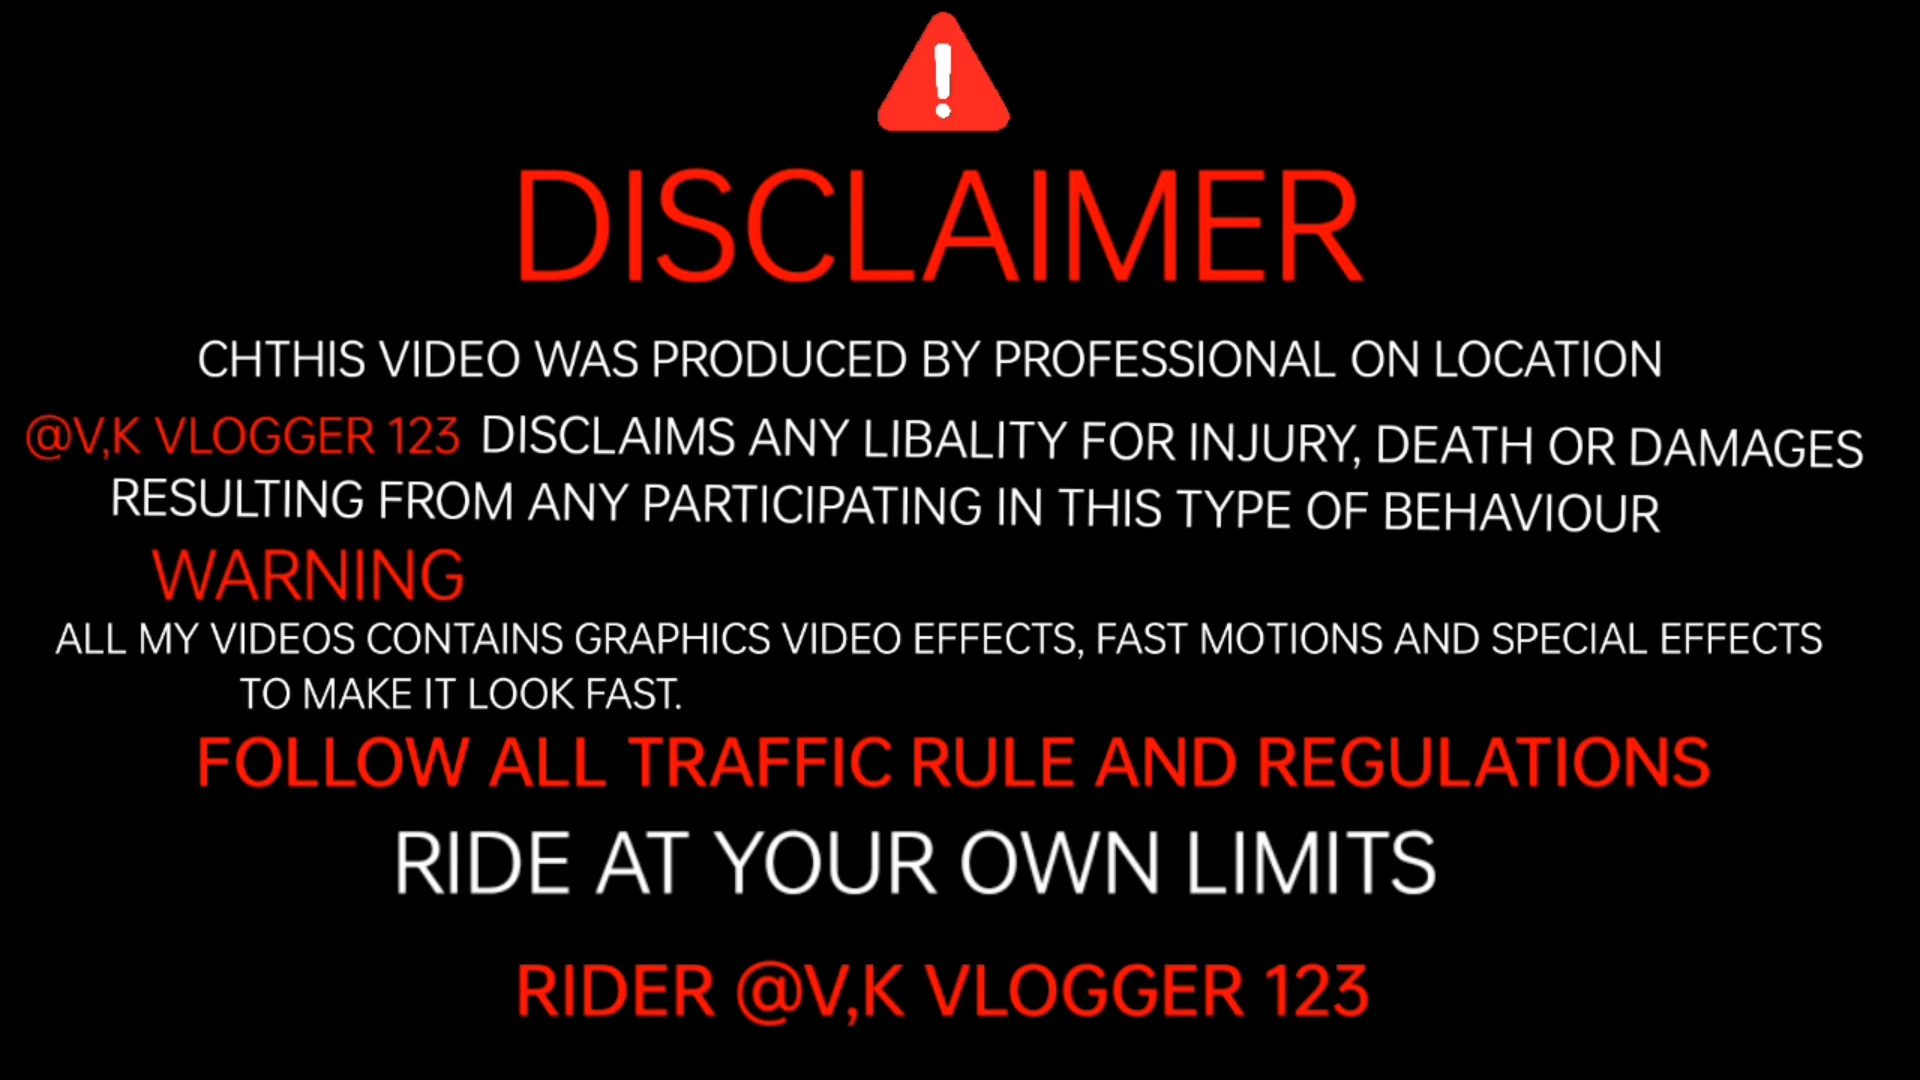 DISCLAIMER
CHTHIS VIDEO WAS PRODUCED BY PROFESSIONAL ON LOCATION
@V,K VLOGGER 123 DISCLAIMS ANY LIBALITY FOR INJURY, DEATH OR DAMAGES
RESULTING FROM ANY PARTICIPATING IN THIS TYPE OF BEHAVIOUR
WARNING
ALL MY VIDEOS CONTAINS GRAPHICS VIDEO EFFECTS, FAST MOTIONS AND SPECIAL EFFECTS
TO MAKE IT LOOK FAST.
FOLLOW ALL TRAFFIC RULE AND REGULATIONS
RIDE AT YOUR OWN LIMITS
RIDER @V,K VLOGGER 123